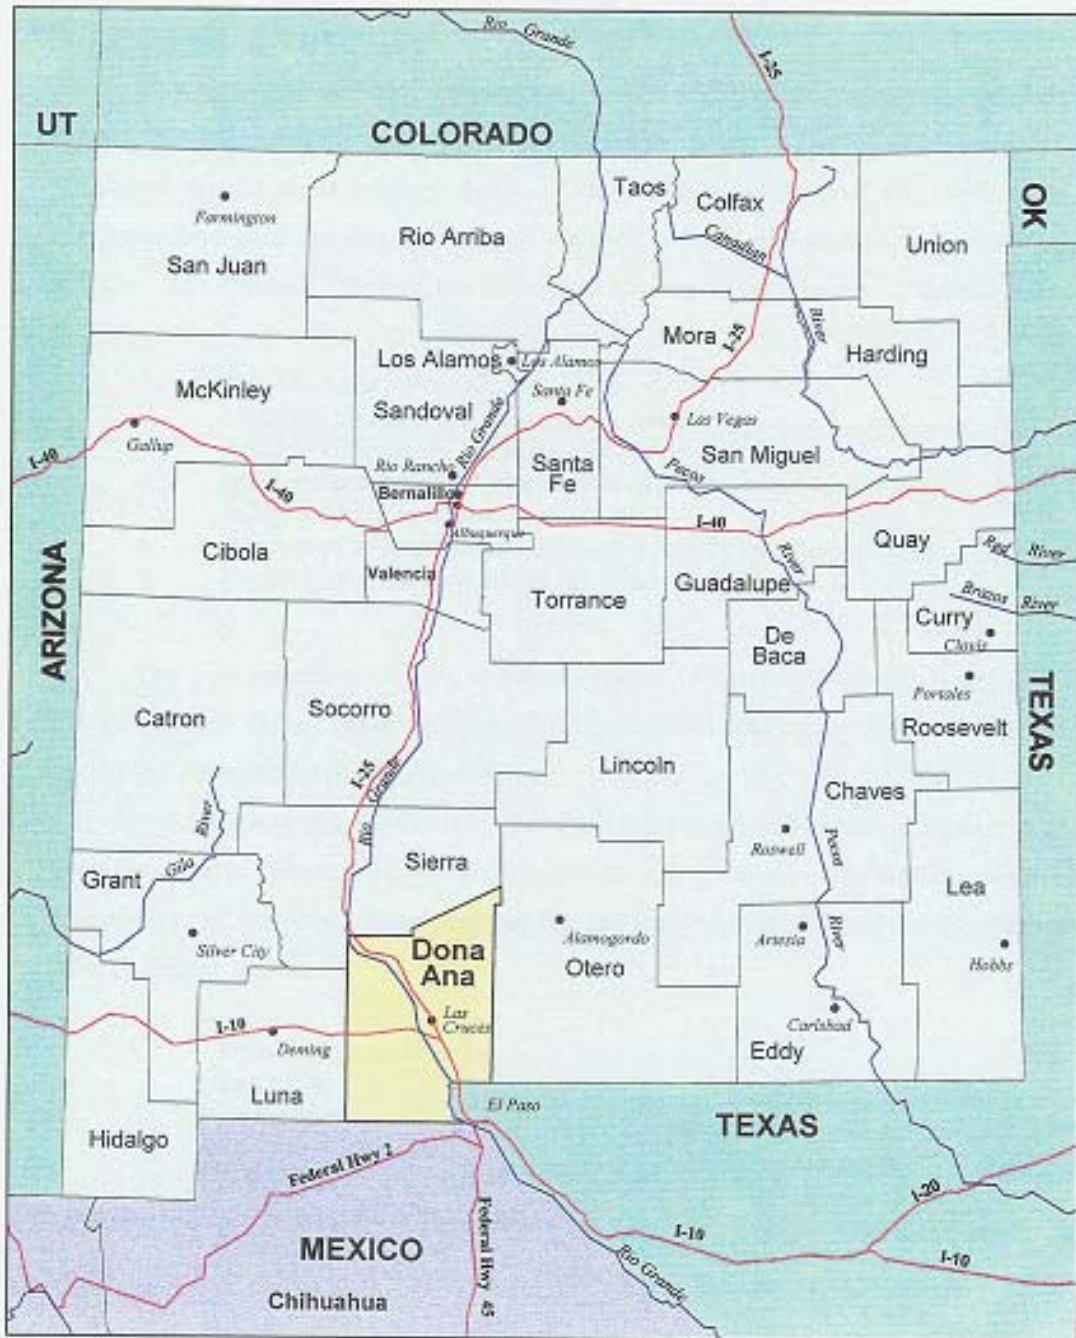 Rio Grande
I-25
UT
COLORADO
OK
Taos
Colfax
Farmington
Rio Arriba
Canadian
Union
San Juan
River
Mora
I-25
Harding
Los Alamos
Los Alamos
McKinley
Santa Fe
Sandoval
Rio Grande
Las Vegas
Gallup
I-40
Santa
Fe
San Miguel
Rio Rancho
Pecos
I-40
Bernalillo
I-40
Albuquerque
Quay
Red River
Cibola
River
Valencia
Guadalupe
Torrance
Brazos River
Curry
ARIZONA
Clovis
De
Baca
Portales
TEXAS
Catron
Socorro
Roosevelt
Lincoln
I-25
Rio Grande
Chaves
Gila River
Roswell
Pecos River
Sierra
Grant
Lea
Silver City
Dona
Ana
Alamogordo
Artesia
Hobbs
Otero
Las
Cruces
Carlsbad
I-10
Deming
Eddy
Luna
El Paso
TEXAS
Hidalgo
Federal Hwy 2
I-20
Federal Hwy 45
I-10
MEXICO
I-10
Rio Grande
Chihuahua